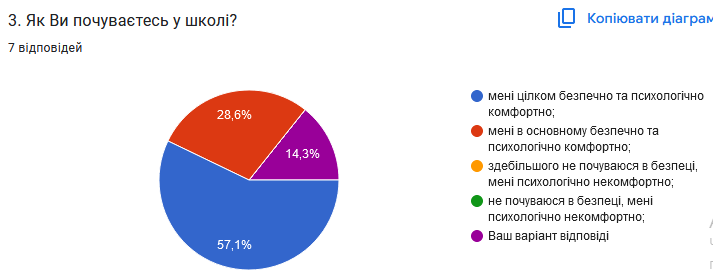 3. Як Ви почуваєтесь у школі?
Копіювати діаграм
7 відповідей
28,6%
14,3%
57,1%
мені цілком безпечно та психологічно
комфортно;
мені в основному безпечно та
психологічно комфортно;
здебільшого не почуваюся в безпеці,
мені психологічно некомфортно;
не почуваюся в безпеці, мені
психологічно некомфортно;
Ваш варіант відповіді